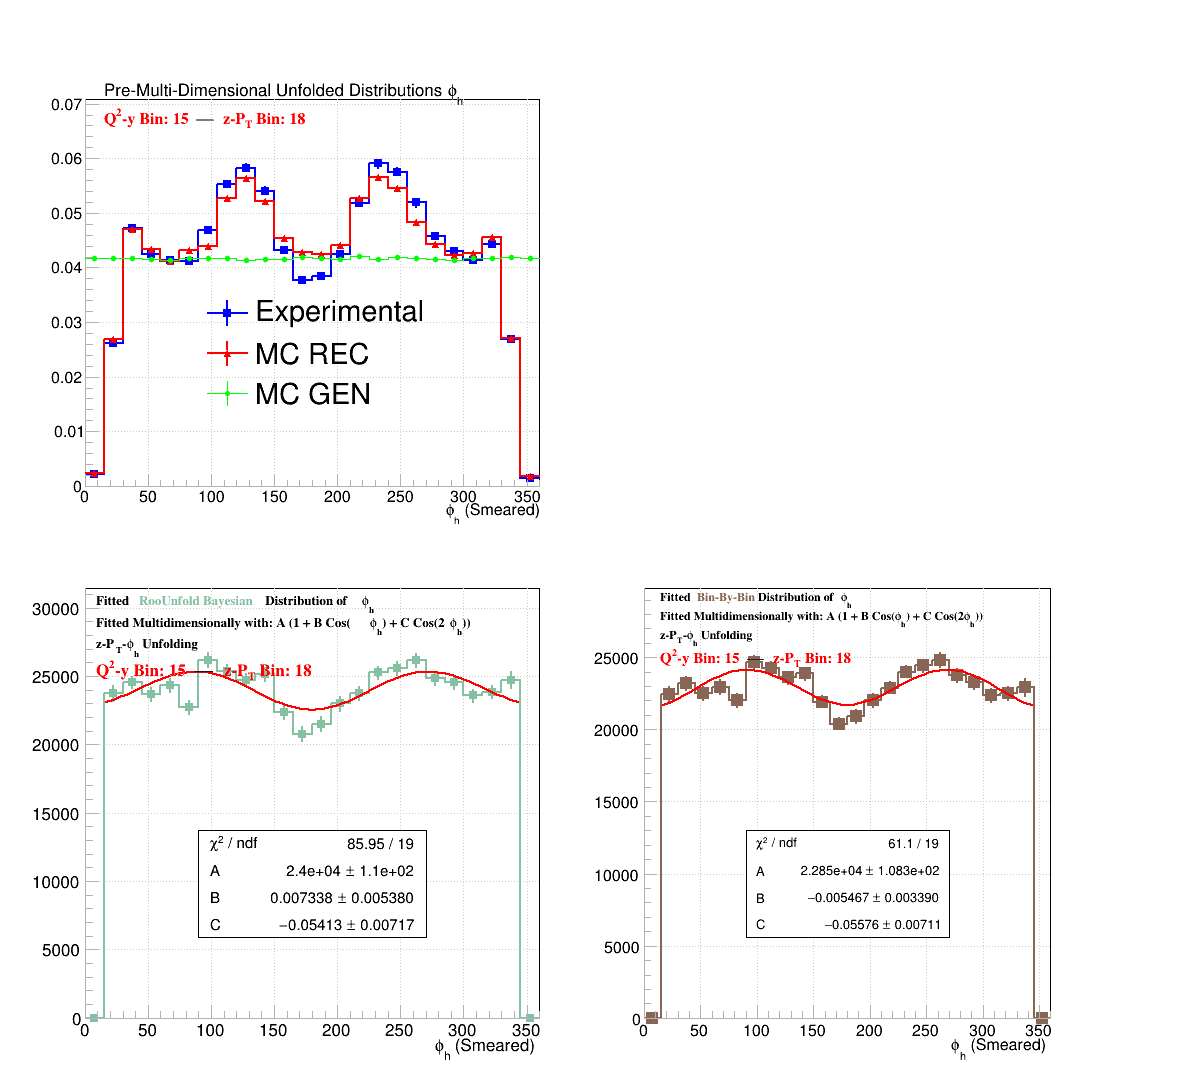 Pre-Multi-Dimensional Unfolded Distributions ϕh
Q2-y Bin: 15 — z-PT Bin: 18
0.07
0.06
0.05
0.04
0.03
0.02
0.01
0
Experimental
MC REC
MC GEN
0 50 100 150 200 250 300 350
ϕh (Smeared)
Fitted RooUnfold Bayesian Distribution of ϕh
Fitted Multidimensionally with: A (1 + B Cos( ϕh) + C Cos(2 ϕh))
z-PT-ϕh Unfolding
Q2-y Bin: 15 — z-PT Bin: 18
30000
25000
20000
15000
10000
5000
0
χ2 / ndf 85.95 / 19
A 2.4e+04 ± 1.1e+02
B 0.007338 ± 0.005380
C −0.05413 ± 0.00717
0 50 100 150 200 250 300 350
ϕh (Smeared)
Fitted Bin-By-Bin Distribution of ϕh
Fitted Multidimensionally with: A (1 + B Cos(ϕh) + C Cos(2ϕh))
z-PT-ϕh Unfolding
Q2-y Bin: 15 — z-PT Bin: 18
25000
20000
15000
10000
5000
0
χ2 / ndf 61.1 / 19
A 2.285e+04 ± 1.083e+02
B −0.005467 ± 0.003390
C −0.05576 ± 0.00711
0 50 100 150 200 250 300 350
ϕh (Smeared)